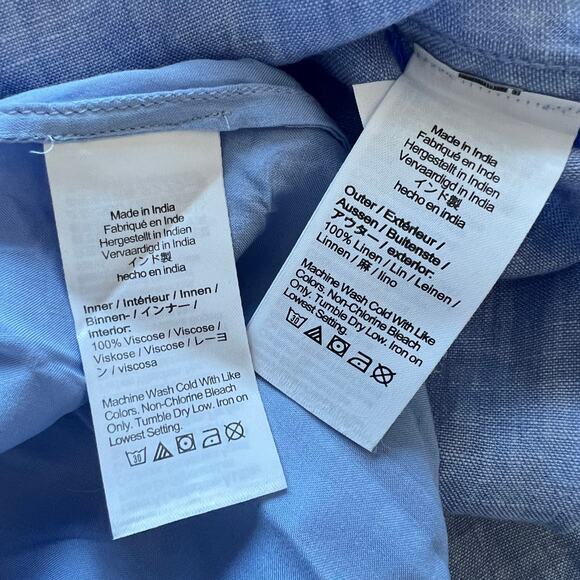 Made in India
Fabriqué en Inde
Hergestellt in Indien
Vervaardigd in India
インド製
hecho en india
Inner / Intérieur / Innen /
Binnen- / インナー /
Interior:
100% Viscose / Viscose /
Viskose / Viscose / レーヨ
ン / viscosa
Machine Wash Cold With Like
Colors, Non-Chlorine Bleach
Only. Tumble Dry Low. Iron on
Lowest Setting.
30
Made in India
Fabriqué en Inde
Hergestellt in Indien
Vervaardigd in India
インド製
hecho en india
Outer / Extérieur /
Aussen / Buitenste /
アウター / exterior:
100% Linen / Lin / Leinen /
Linnen / 麻 / lino
Machine Wash Cold With Like
Colors, Non-Chlorine Bleach
Only. Tumble Dry Low. Iron on
Lowest Setting.
30